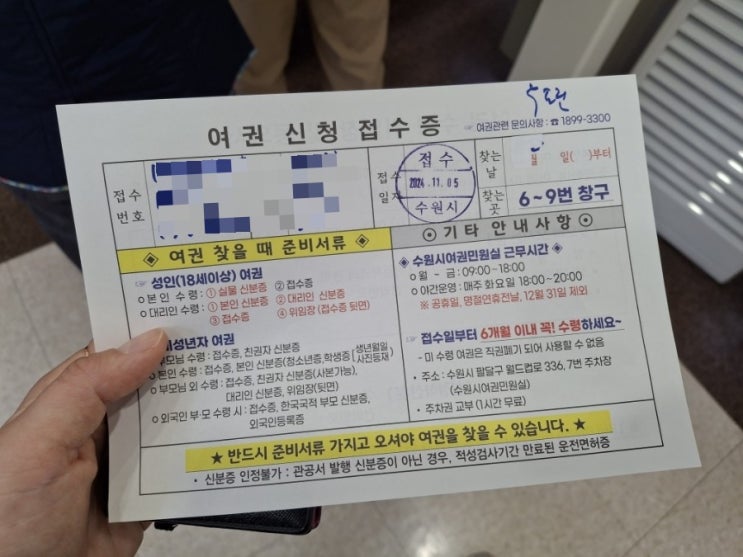 여권 신청 접수증
☞ 여권관련 문의사항 : ☎ 1899-3300
접수번호
접수일자
접수
2024. 11. 05
수원시
찾는날
월 일( )부터
찾는곳
6~9번 창구
◈ 여권 찾을 때 준비서류 ◈
☞ 성인(18세이상) 여권
○ 본인 수령 : ① 실물 신분증 ② 접수증
○ 대리인 수령 : ① 본인 신분증 ② 대리인 신분증
③ 접수증 ④ 위임장 (접수증 뒷면)
미성년자 여권
부모님 수령 : 접수증, 친권자 신분증
○ 본인 수령 : 접수증, 본인 신분증(청소년증,학생증[생년월일, 사진등재])
○ 부모님 외 수령 : 접수증, 친권자 신분증(사본가능),
대리인 신분증, 위임장(뒷면)
○ 외국인 부·모 수령 시 : 접수증, 한국국적 부모 신분증,
외국인등록증
⊙ 기타 안내사항 ⊙
◈ 수원시여권민원실 근무시간 ◈
○ 월 - 금 : 09:00~18:00
○ 야간운영 : 매주 화요일 18:00~20:00
※ 공휴일, 명절연휴전날, 12월 31일 제외
☞ 접수일부터 6개월 이내 꼭! 수령하세요~
- 미 수령 여권은 직권폐기 되어 사용할 수 없음
• 주소 : 수원시 팔달구 월드컵로 336, 7번 주차장
(수원시여권민원실)
• 주차권 교부 (1시간 무료)
★ 반드시 준비서류 가지고 오셔야 여권을 찾을 수 있습니다. ★
• 신분증 인정불가 : 관공서 발행 신분증이 아닌 경우, 적성검사기간 만료된 운전면허증